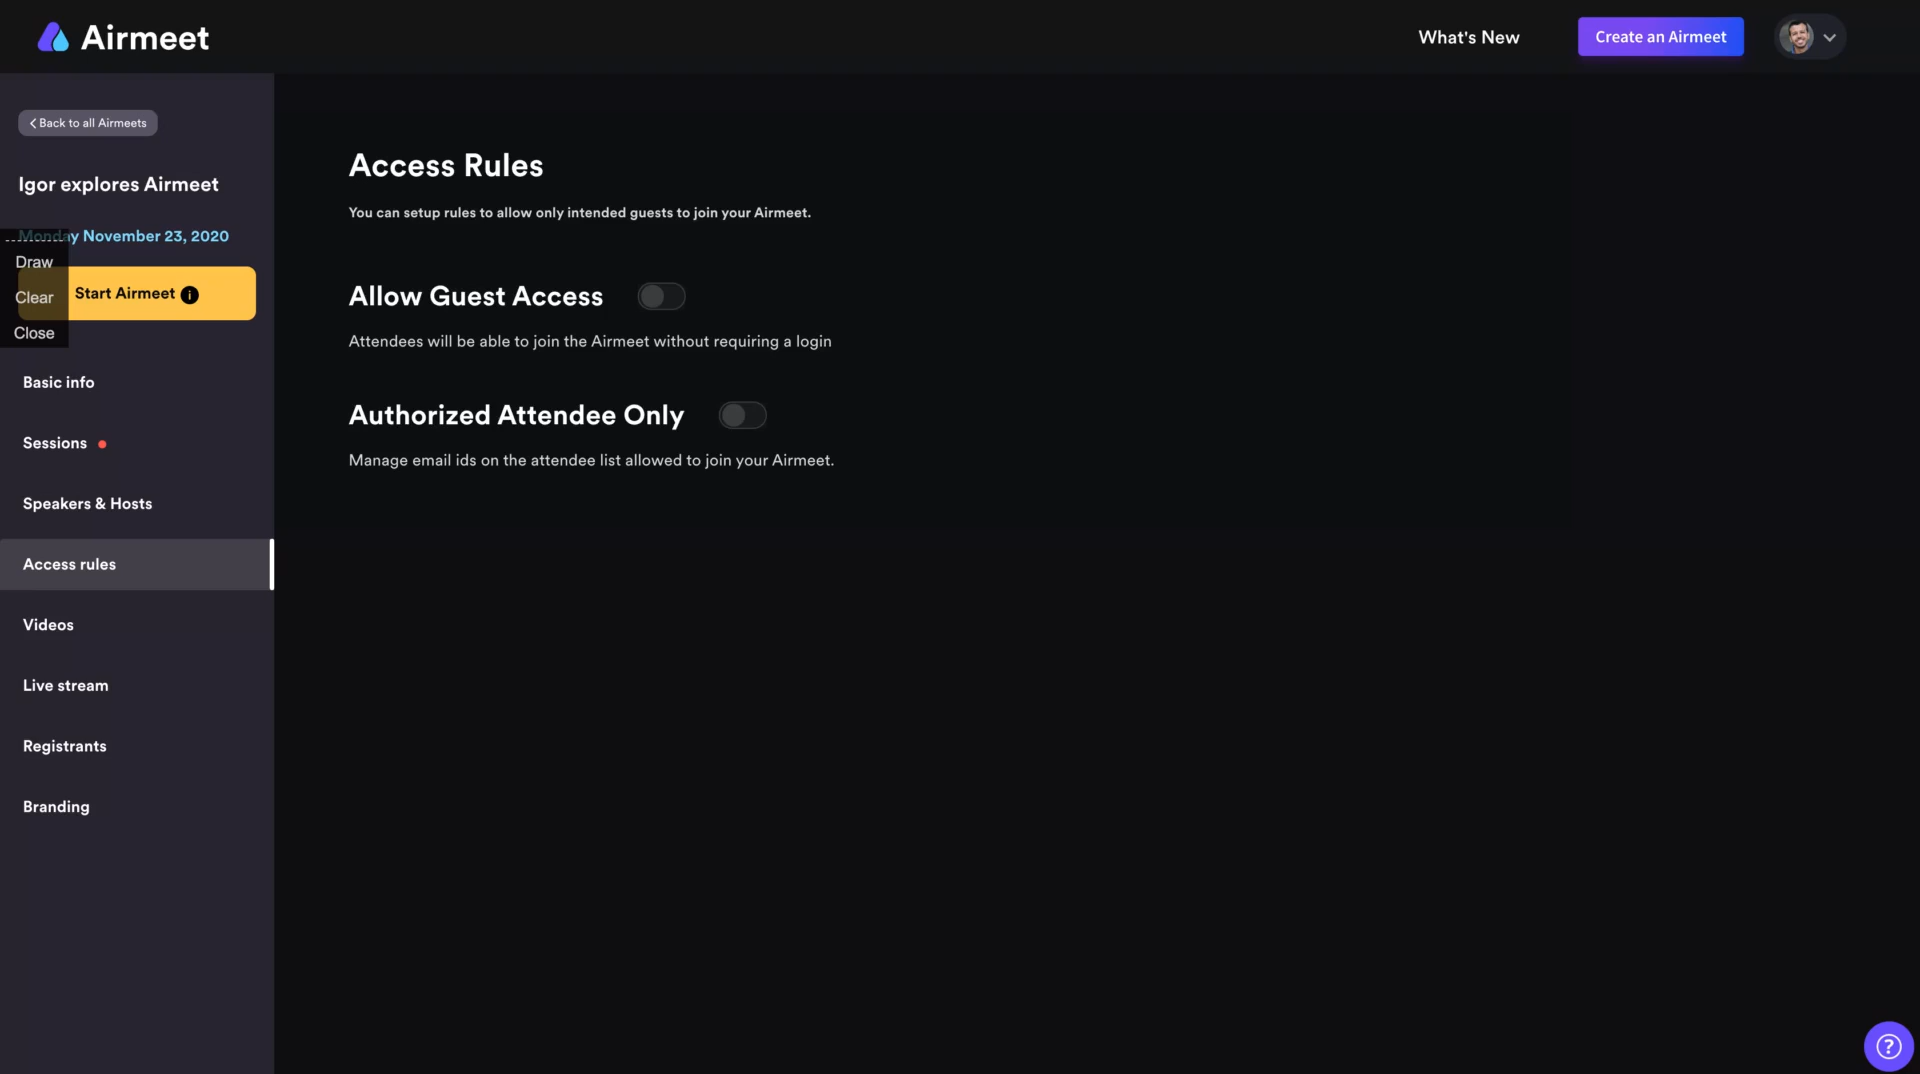 Airmeet
What's New
Create an Airmeet
Back to all Airmeets
Igor explores Airmeet
Monday November 23, 2020
Draw
Clear
Close
Start Airmeet
Basic info
Sessions
Speakers & Hosts
Access rules
Videos
Live stream
Registrants
Branding
Access Rules
You can setup rules to allow only intended guests to join your Airmeet.
Allow Guest Access
Attendees will be able to join the Airmeet without requiring a login
Authorized Attendee Only
Manage email ids on the attendee list allowed to join your Airmeet.